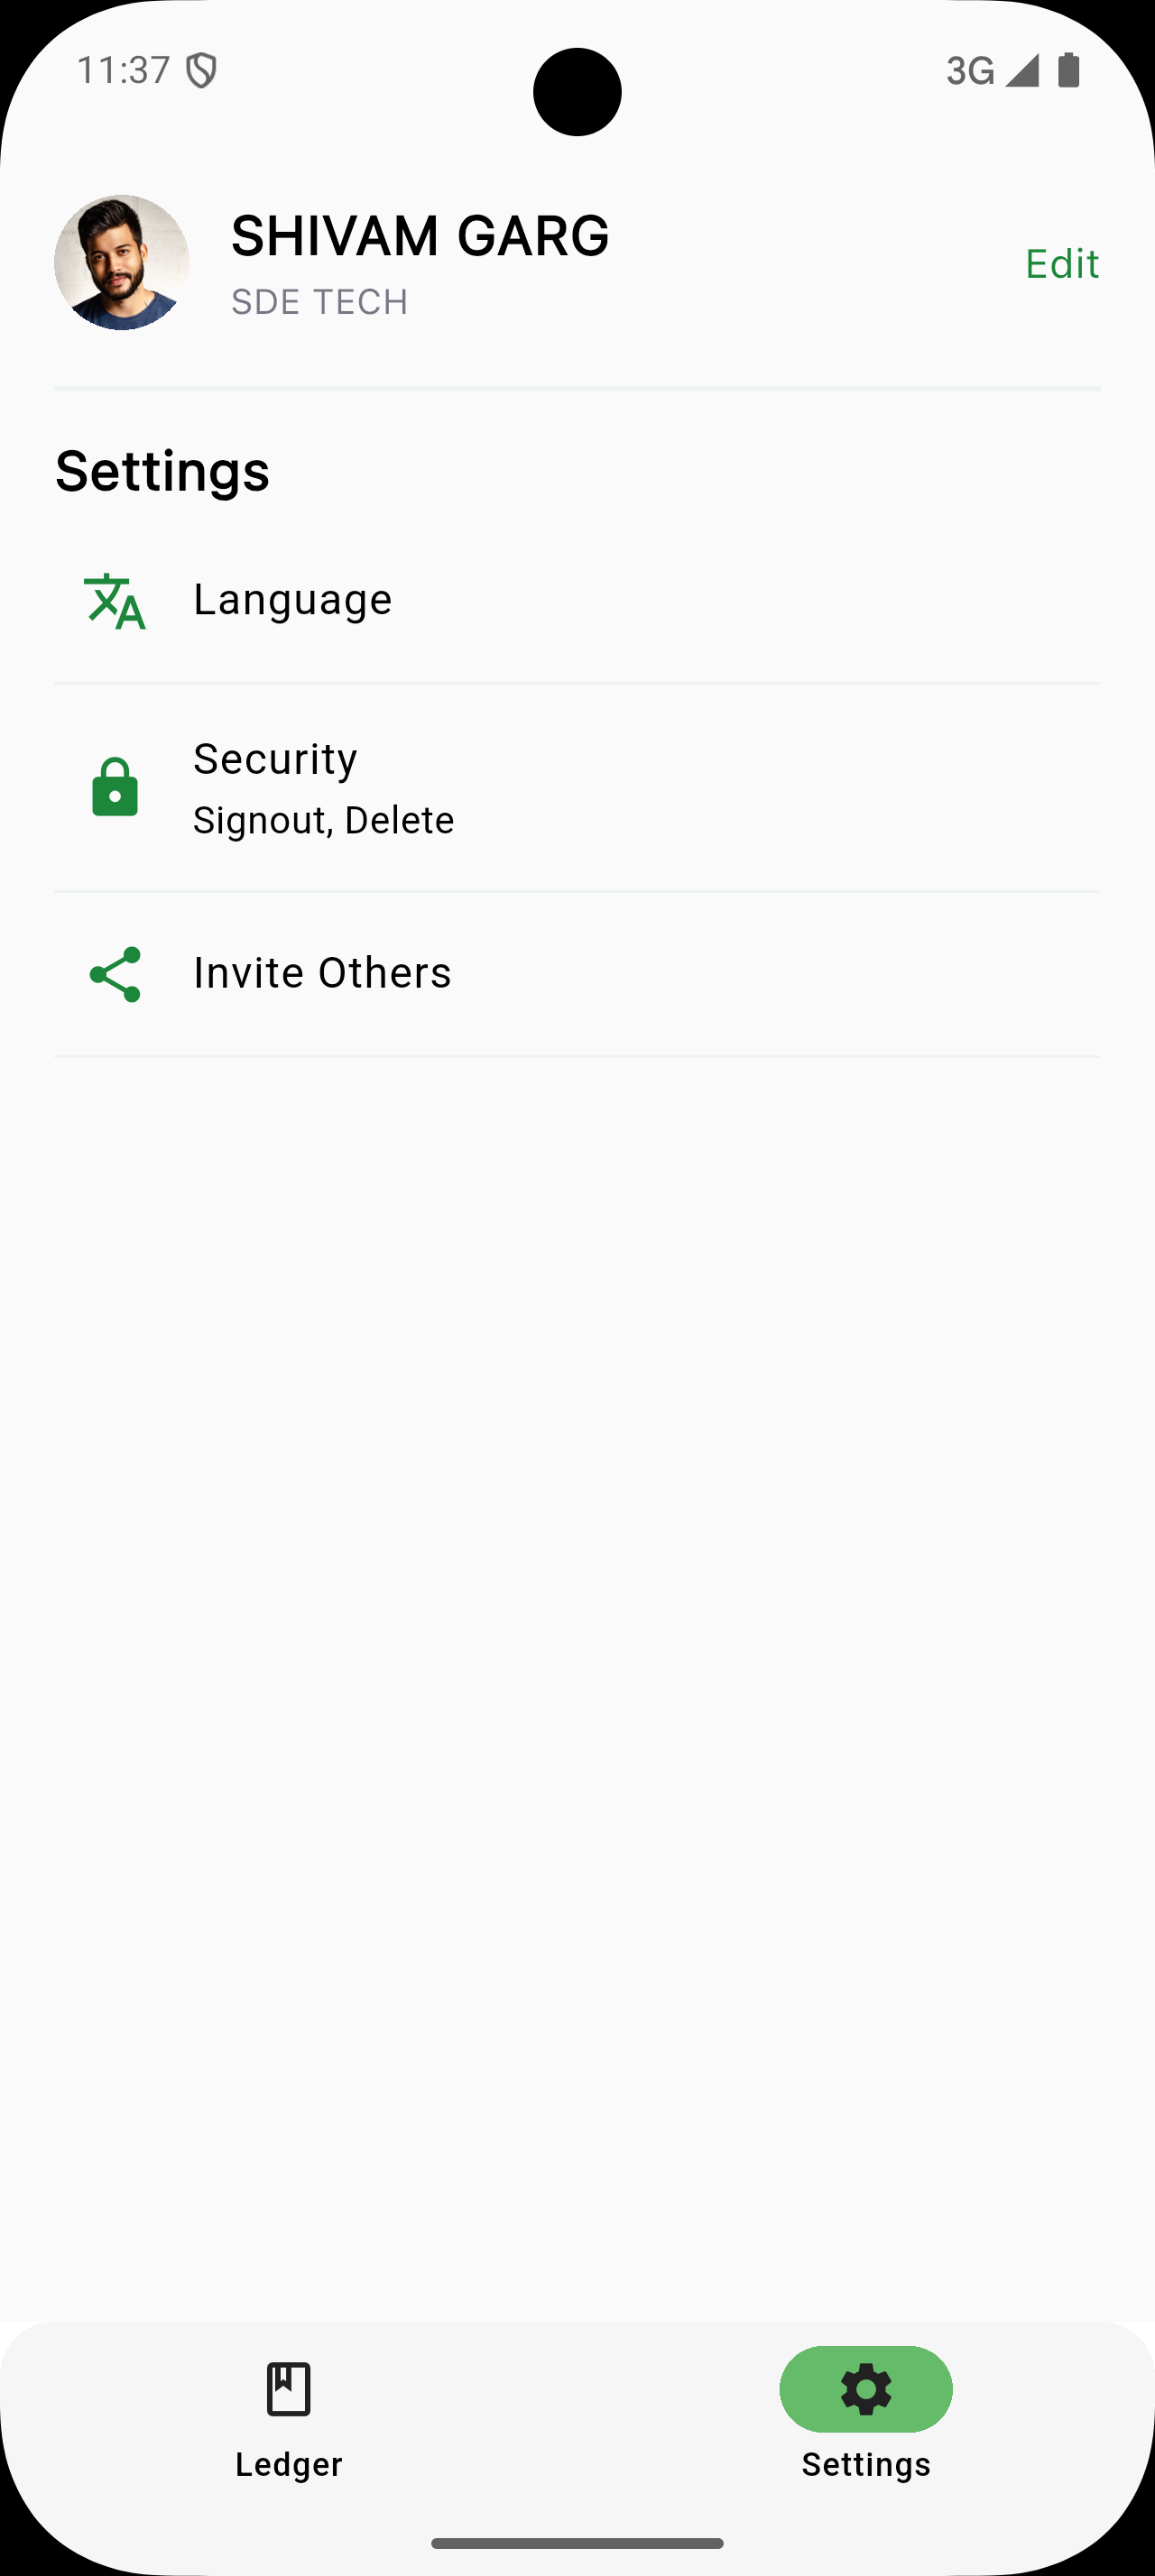 11:37
3G
SHIVAM GARG
SDE TECH
Edit
Settings
Language
Security
Signout, Delete
Invite Others
Ledger
Settings